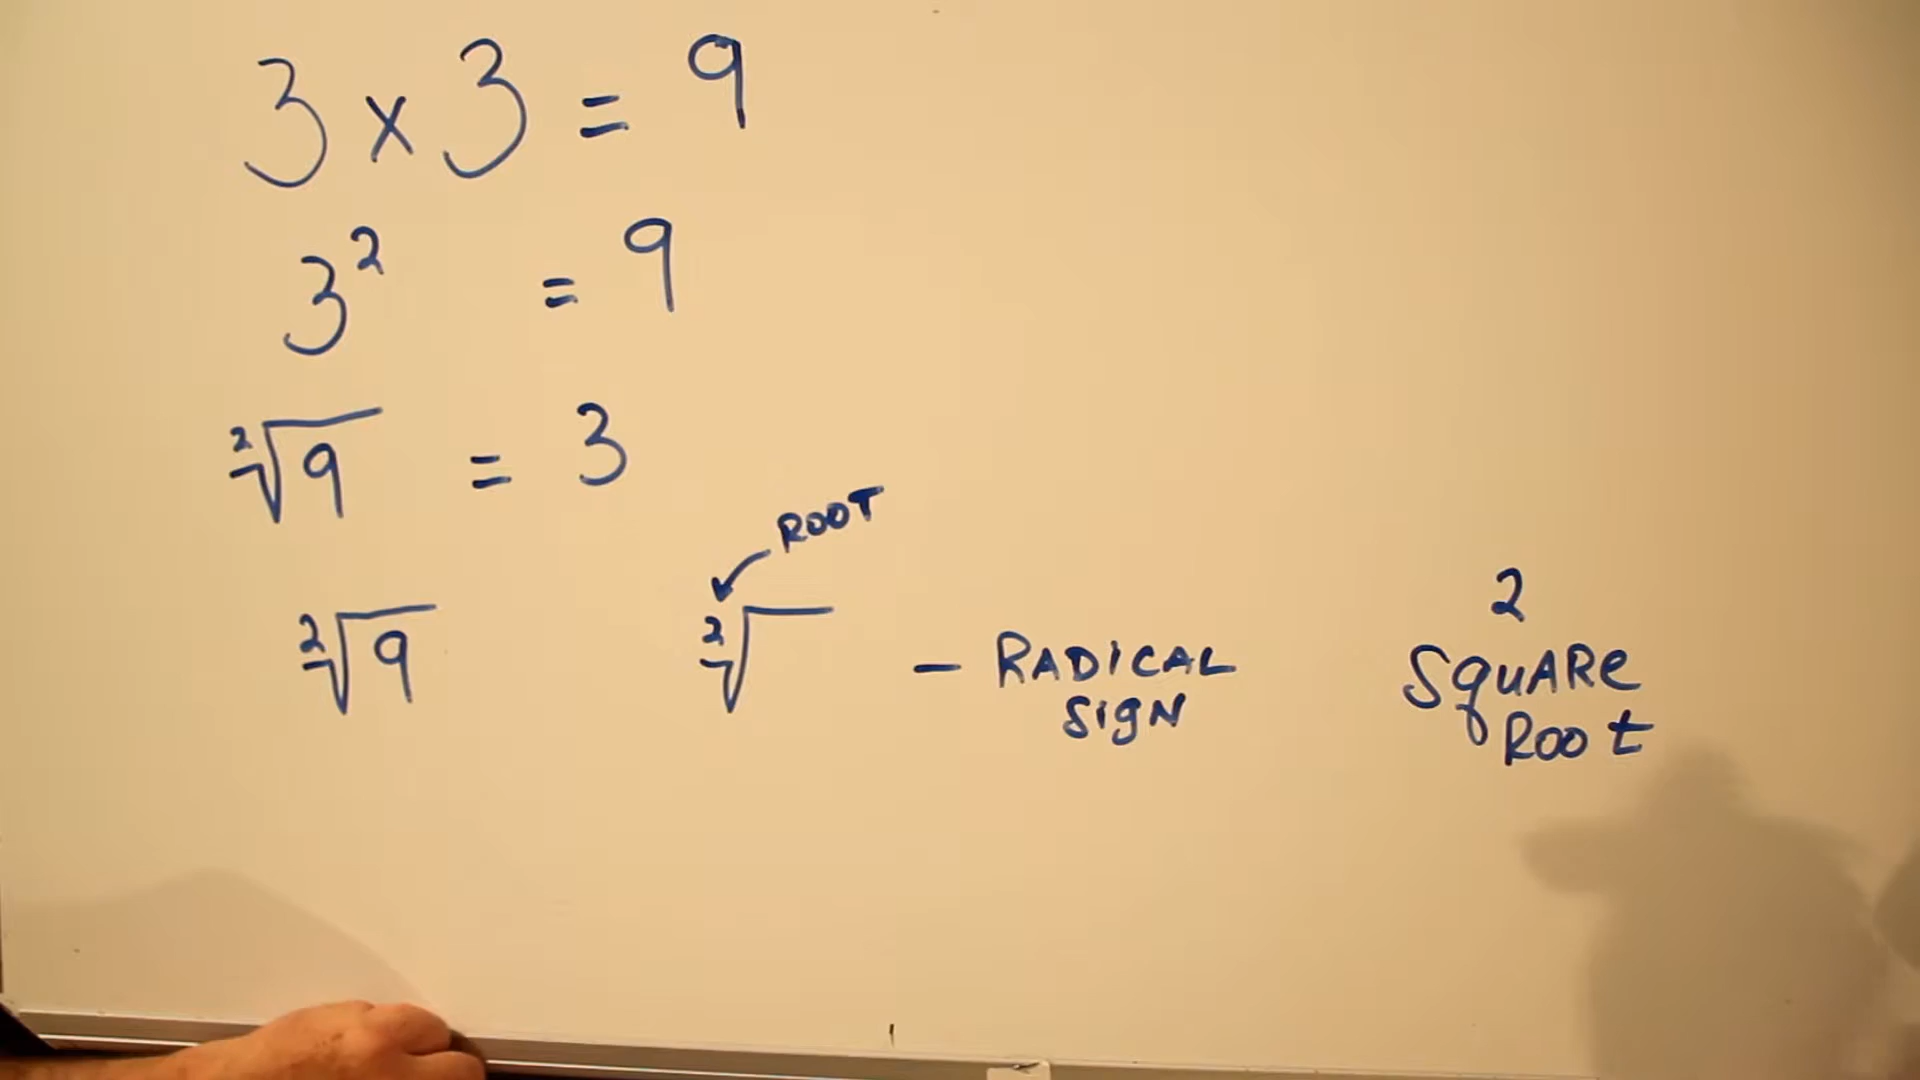 3 x 3 = 9
3² = 9
²√9 = 3
ROOT
²√9
²√ — RADICAL SIGN
2
SquARe
Root